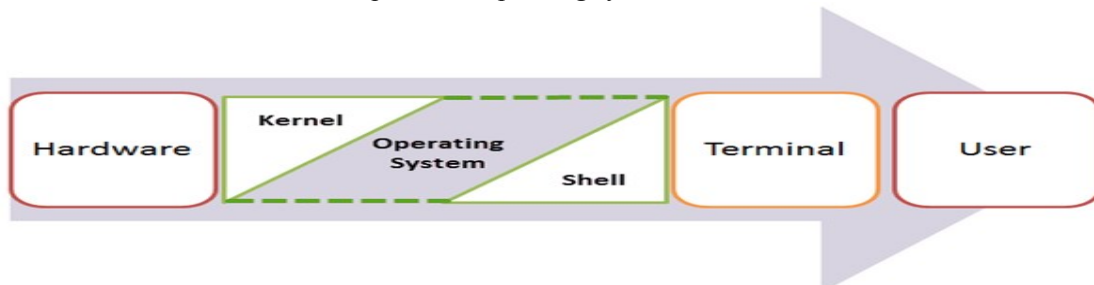 Hardware
Kernel
Operating
System
Shell
Terminal
User